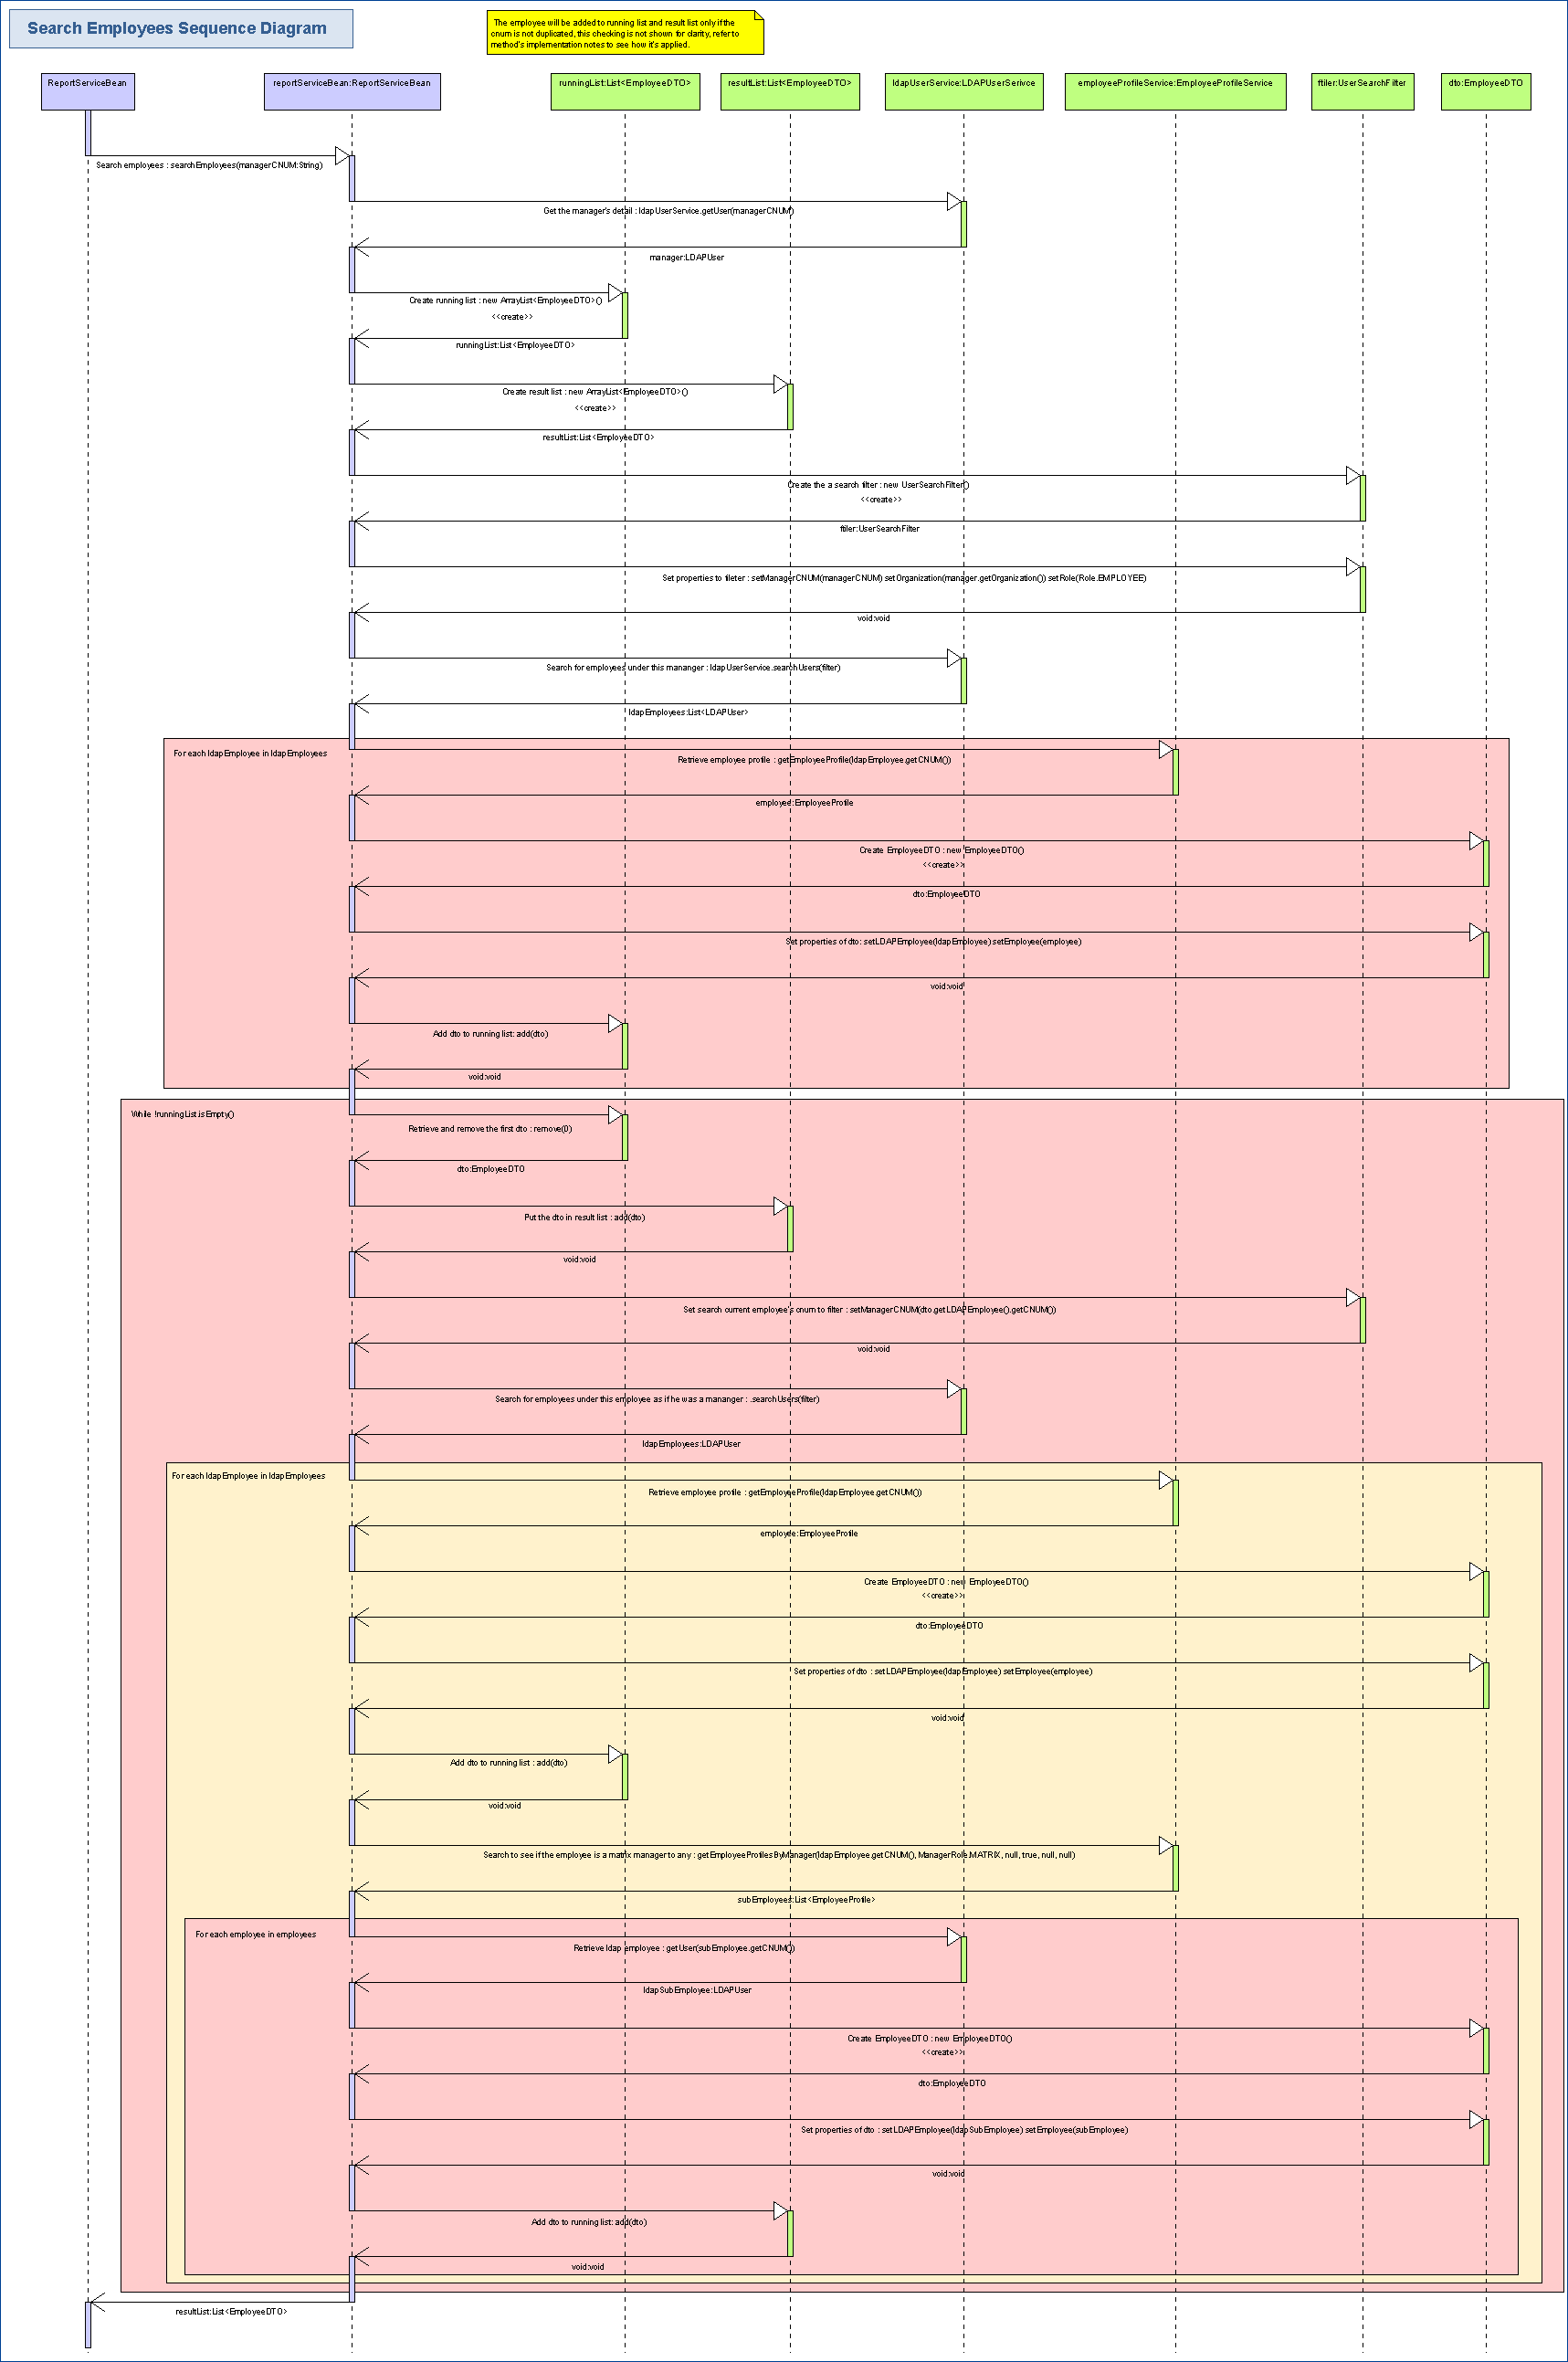 Search Employees Sequence Diagram
The employee will be added to running list and result list only if the
cnum is not duplicated, this checking is not shown for clarity, refer to
method's implementation notes to see how it's applied.
ReportServiceBean
reportServiceBean:ReportServiceBean
runningList:List<EmployeeDTO>
resultList:List<EmployeeDTO>
ldapUserService:LDAPUserSerivce
employeeProfileService:EmployeeProfileService
ftiler:UserSearchFilter
dto:EmployeeDTO
Search employees : searchEmployees(managerCNUM:String)
Get the manager's detail : ldapUserService.getUser(managerCNUM)
manager:LDAPUser
Create running list : new ArrayList<EmployeeDTO>()
<<create>>
runningList:List<EmployeeDTO>
Create result list : new ArrayList<EmployeeDTO>()
<<create>>
resultList:List<EmployeeDTO>
Create the a search filter : new UserSearchFilter()
<<create>>
ftiler:UserSearchFilter
Set properties to fileter : setManagerCNUM(managerCNUM) setOrganization(manager.getOrganization()) setRole(Role.EMPLOYEE)
void:void
Search for employees under this mananger : ldapUserService.searchUsers(filter)
ldapEmployees:List<LDAPUser>
For each ldapEmployee in ldapEmployees
Retrieve employee profile : getEmployeeProfile(ldapEmployee.getCNUM())
employee:EmployeeProfile
Create EmployeeDTO : new EmployeeDTO()
<<create>>
dto:EmployeeDTO
Set properties of dto: setLDAPEmployee(ldapEmployee) setEmployee(employee)
void:void
Add dto to running list: add(dto)
void:void
While !runningList.isEmpty()
Retrieve and remove the first dto : remove(0)
dto:EmployeeDTO
Put the dto in result list : add(dto)
void:void
Set search current employee's cnum to filter : setManagerCNUM(dto.getLDAPEmployee().getCNUM())
void:void
Search for employees under this employee as if he was a mananger : .searchUsers(filter)
ldapEmployees:LDAPUser
For each ldapEmployee in ldapEmployees
Retrieve employee profile : getEmployeeProfile(ldapEmployee.getCNUM())
employee:EmployeeProfile
Create EmployeeDTO : new EmployeeDTO()
<<create>>
dto:EmployeeDTO
Set properties of dto : setLDAPEmployee(ldapEmployee) setEmployee(employee)
void:void
Add dto to running list : add(dto)
void:void
Search to see if the employee is a matrix manager to any : getEmployeeProfilesByManager(ldapEmployee.getCNUM(), ManagerRole.MATRIX, null, true, null, null)
subEmployees:List<EmployeeProfile>
For each employee in employees
Retrieve ldap employee : getUser(subEmployee.getCNUM())
ldapSubEmployee:LDAPUser
Create EmployeeDTO : new EmployeeDTO()
<<create>>
dto:EmployeeDTO
Set properties of dto : setLDAPEmployee(ldapSubEmployee) setEmployee(subEmployee)
void:void
Add dto to running list: add(dto)
void:void
resultList:List<EmployeeDTO>